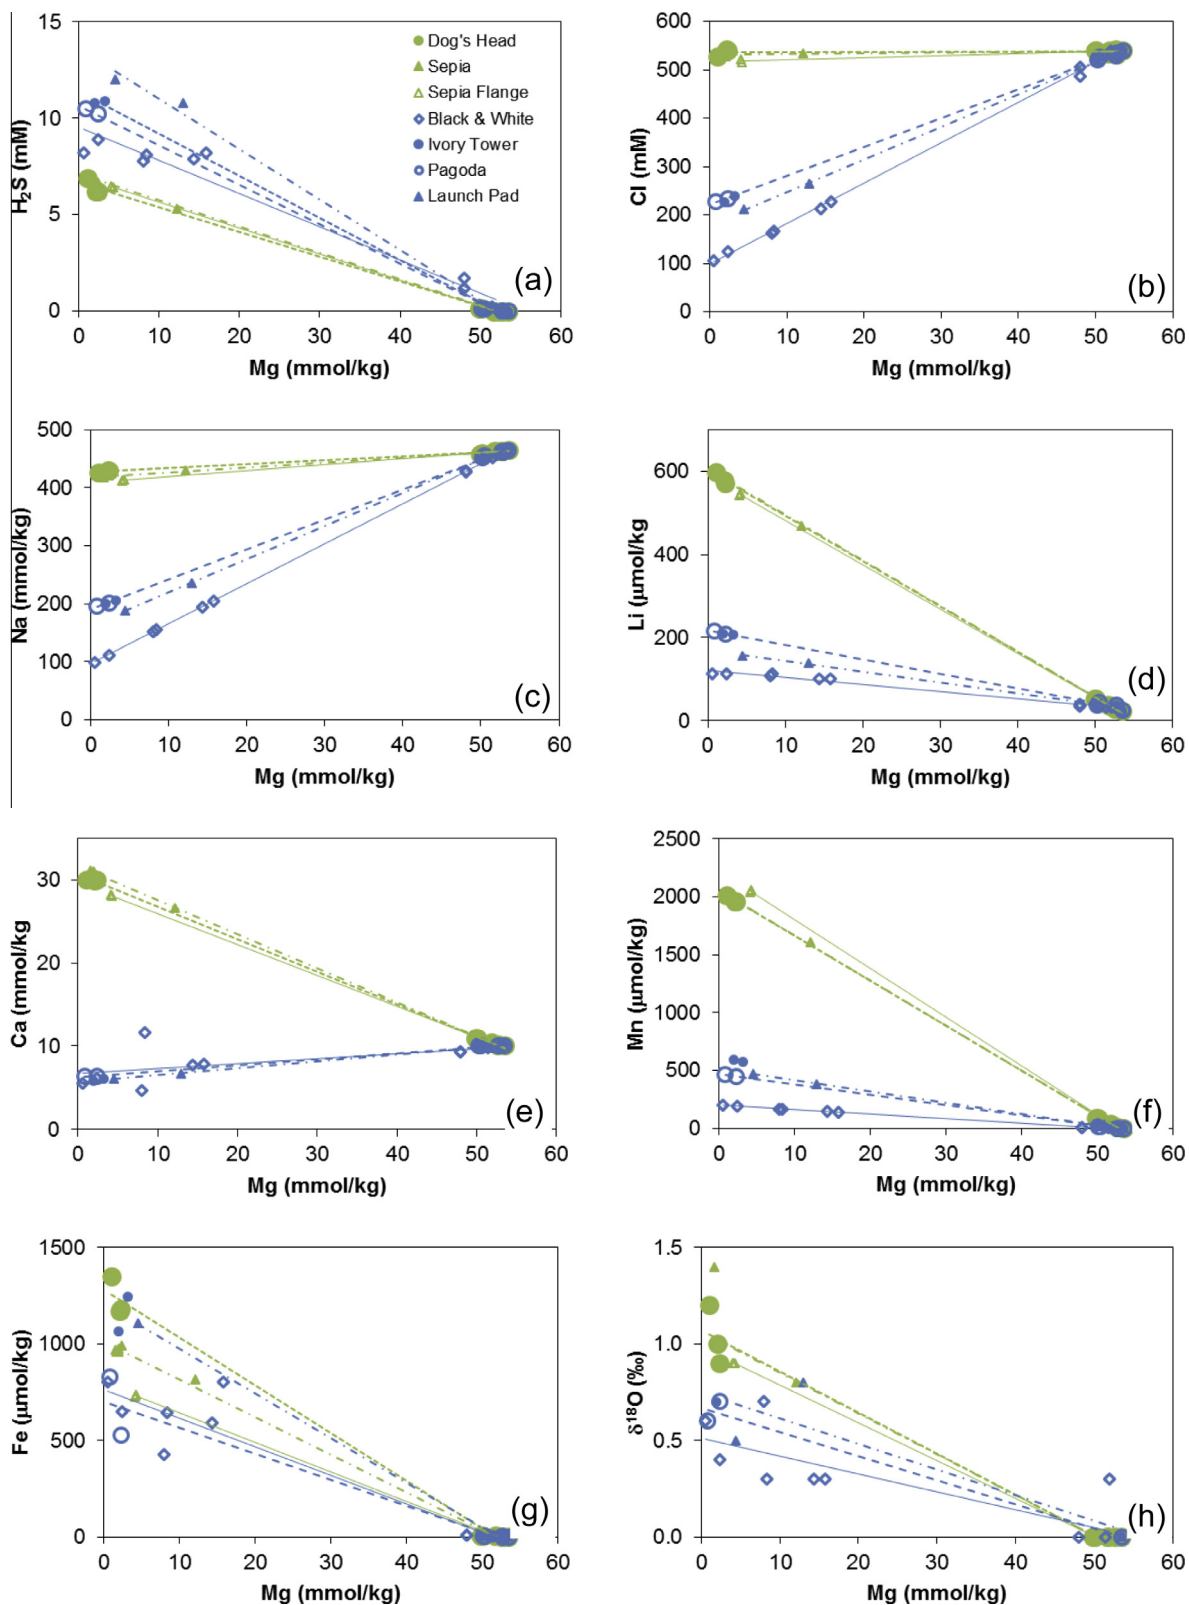 15
10
5
0
H₂S (mM)
Dog's Head
Sepia
Sepia Flange
Black & White
Ivory Tower
Pagoda
Launch Pad
(a)
0 10 20 30 40 50 60
Mg (mmol/kg)
600
500
400
300
200
100
0
Cl (mM)
(b)
0 10 20 30 40 50 60
Mg (mmol/kg)
500
400
300
200
100
0
Na (mmol/kg)
(c)
0 10 20 30 40 50 60
Mg (mmol/kg)
600
400
200
0
Li (µmol/kg)
(d)
0 10 20 30 40 50 60
Mg (mmol/kg)
30
20
10
0
Ca (mmol/kg
(e)
0 10 20 30 40 50 60
Mg (mmol/kg)
2500
2000
1500
1000
500
0
Mn (µmol/kg)
(f)
0 10 20 30 40 50 60
Mg (mmol/kg)
1500
1000
500
0
Fe (µmol/kg)
(g)
0 10 20 30 40 50 60
Mg (mmol/kg)
1.5
1.0
0.5
0.0
δ¹⁸O (‰)
(h)
0 10 20 30 40 50 60
Mg (mmol/kg)